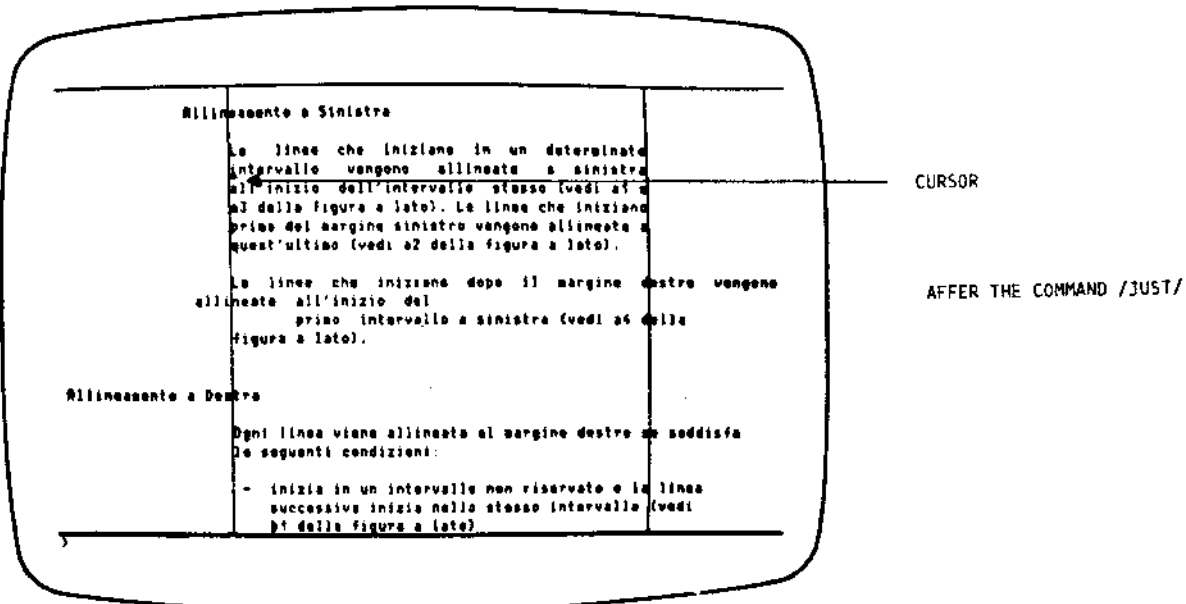 Allineamento a Sinistra
Le linee che iniziano in un determinato
intervallo vengono allineate a sinistra
all'inizio dell'intervallo stesso (vedi a1 e
a3 della figura a lato). Le linee che iniziano
prima del margine sinistro vengono allineate a
quest'ultimo (vedi a2 della figura a lato).
Le linee che iniziano dopo il margine destro vengono
allineate all'inizio del
primo intervallo a sinistra (vedi a4 della
figura a lato).
Allineamento a Destra
Ogni linea viene allineata al margine destro se soddisfa
le seguenti condizioni:
- inizia in un intervallo non riservato e la linea
successiva inizia nello stesso intervallo (vedi
b1 della figura a lato)
>
CURSOR
AFFER THE COMMAND /JUST/